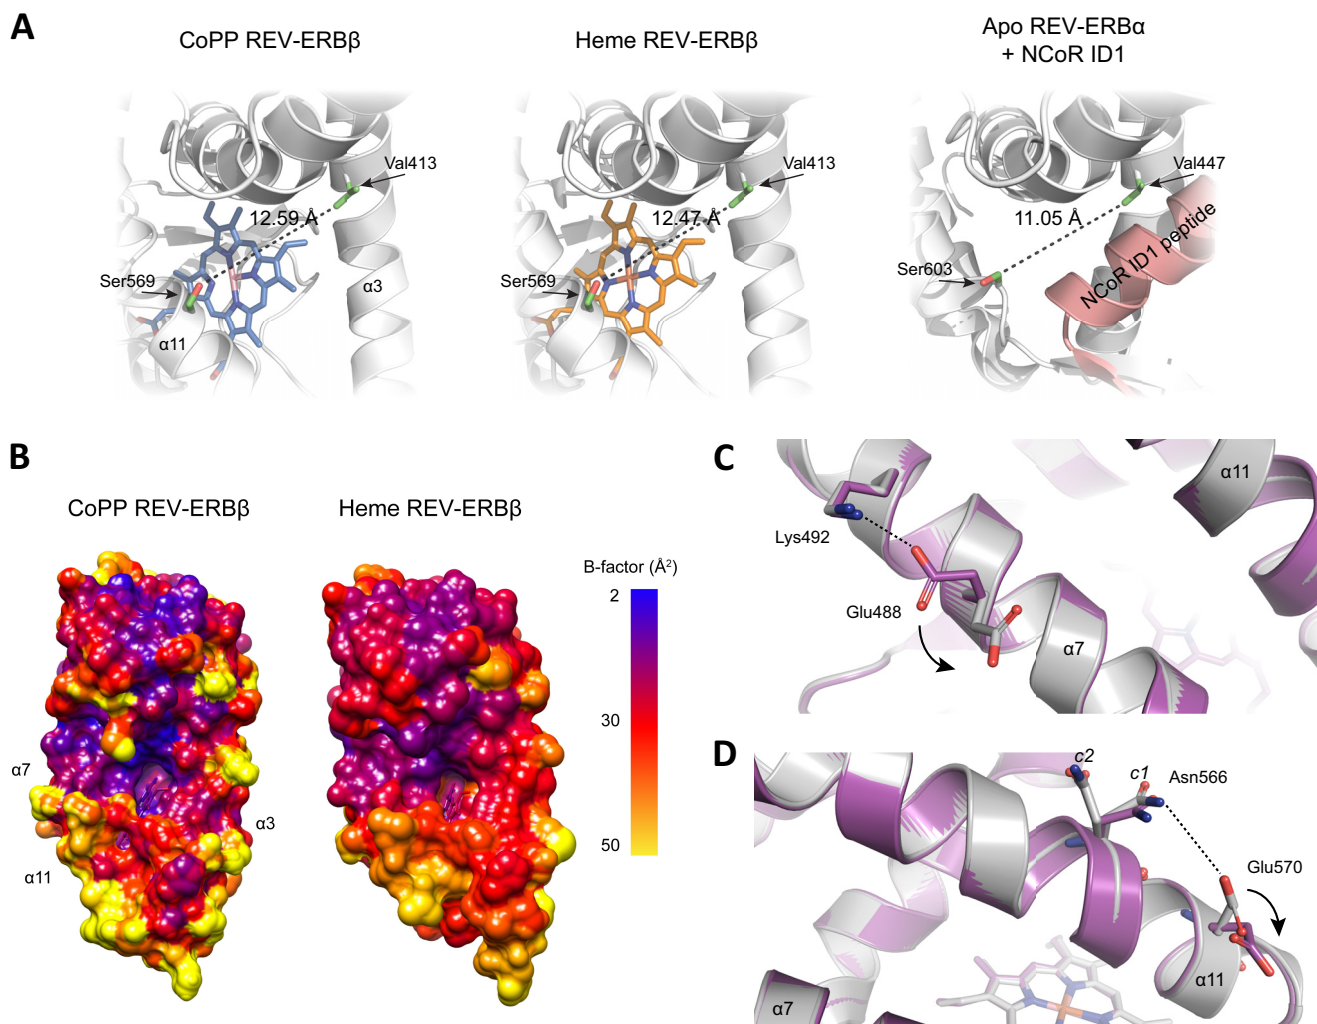 A
CoPP REV-ERBβ
Heme REV-ERBβ
Apo REV-ERBα
+ NCoR ID1
Val413
12.59 Å
Ser569
α3
α11
Val413
12.47 Å
Ser569
Val447
11.05 Å
Ser603
NCoR ID1 peptide
B
CoPP REV-ERBβ
Heme REV-ERBβ
B-factor (Å²)
2
30
50
α7
α3
α11
C
α11
Lys492
Glu488
α7
D
c2
c1
Asn566
Glu570
α11
α7